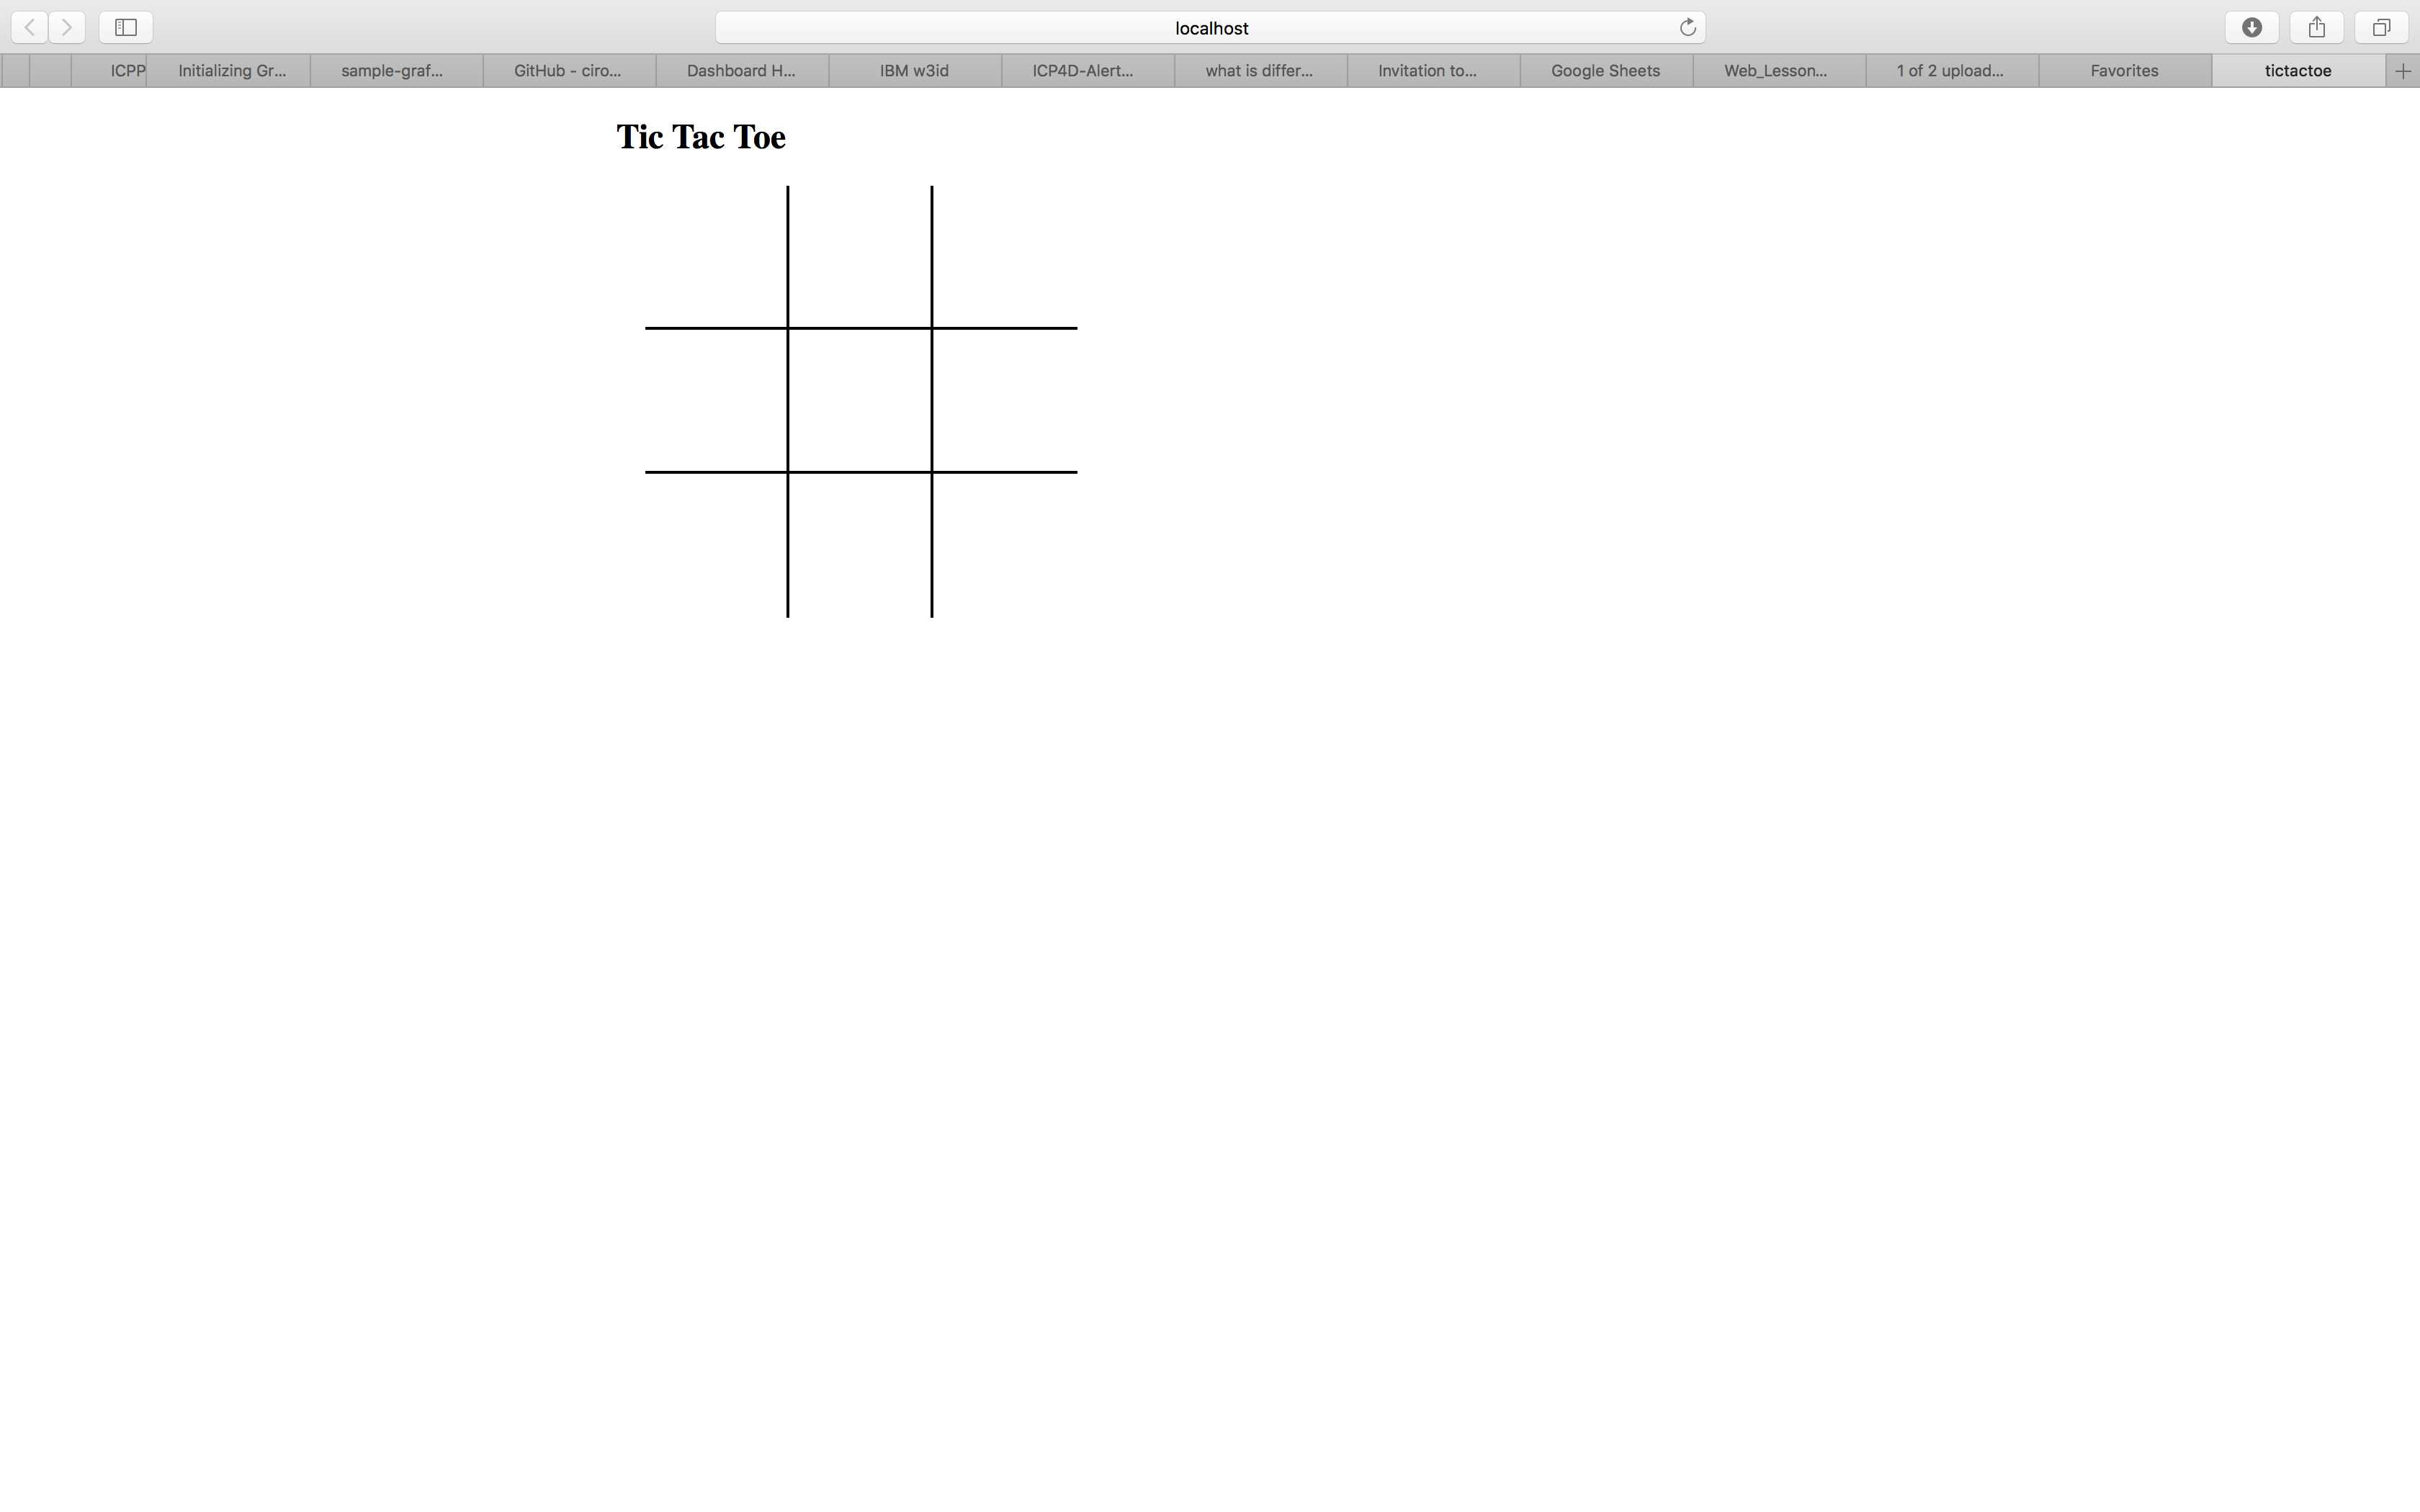 localhost
ICPP
Initializing Gr...
sample-graf...
GitHub - ciro...
Dashboard H...
IBM w3id
ICP4D-Alert...
what is differ...
Invitation to...
Google Sheets
Web_Lesson...
1 of 2 upload...
Favorites
tictactoe
Tic Tac Toe